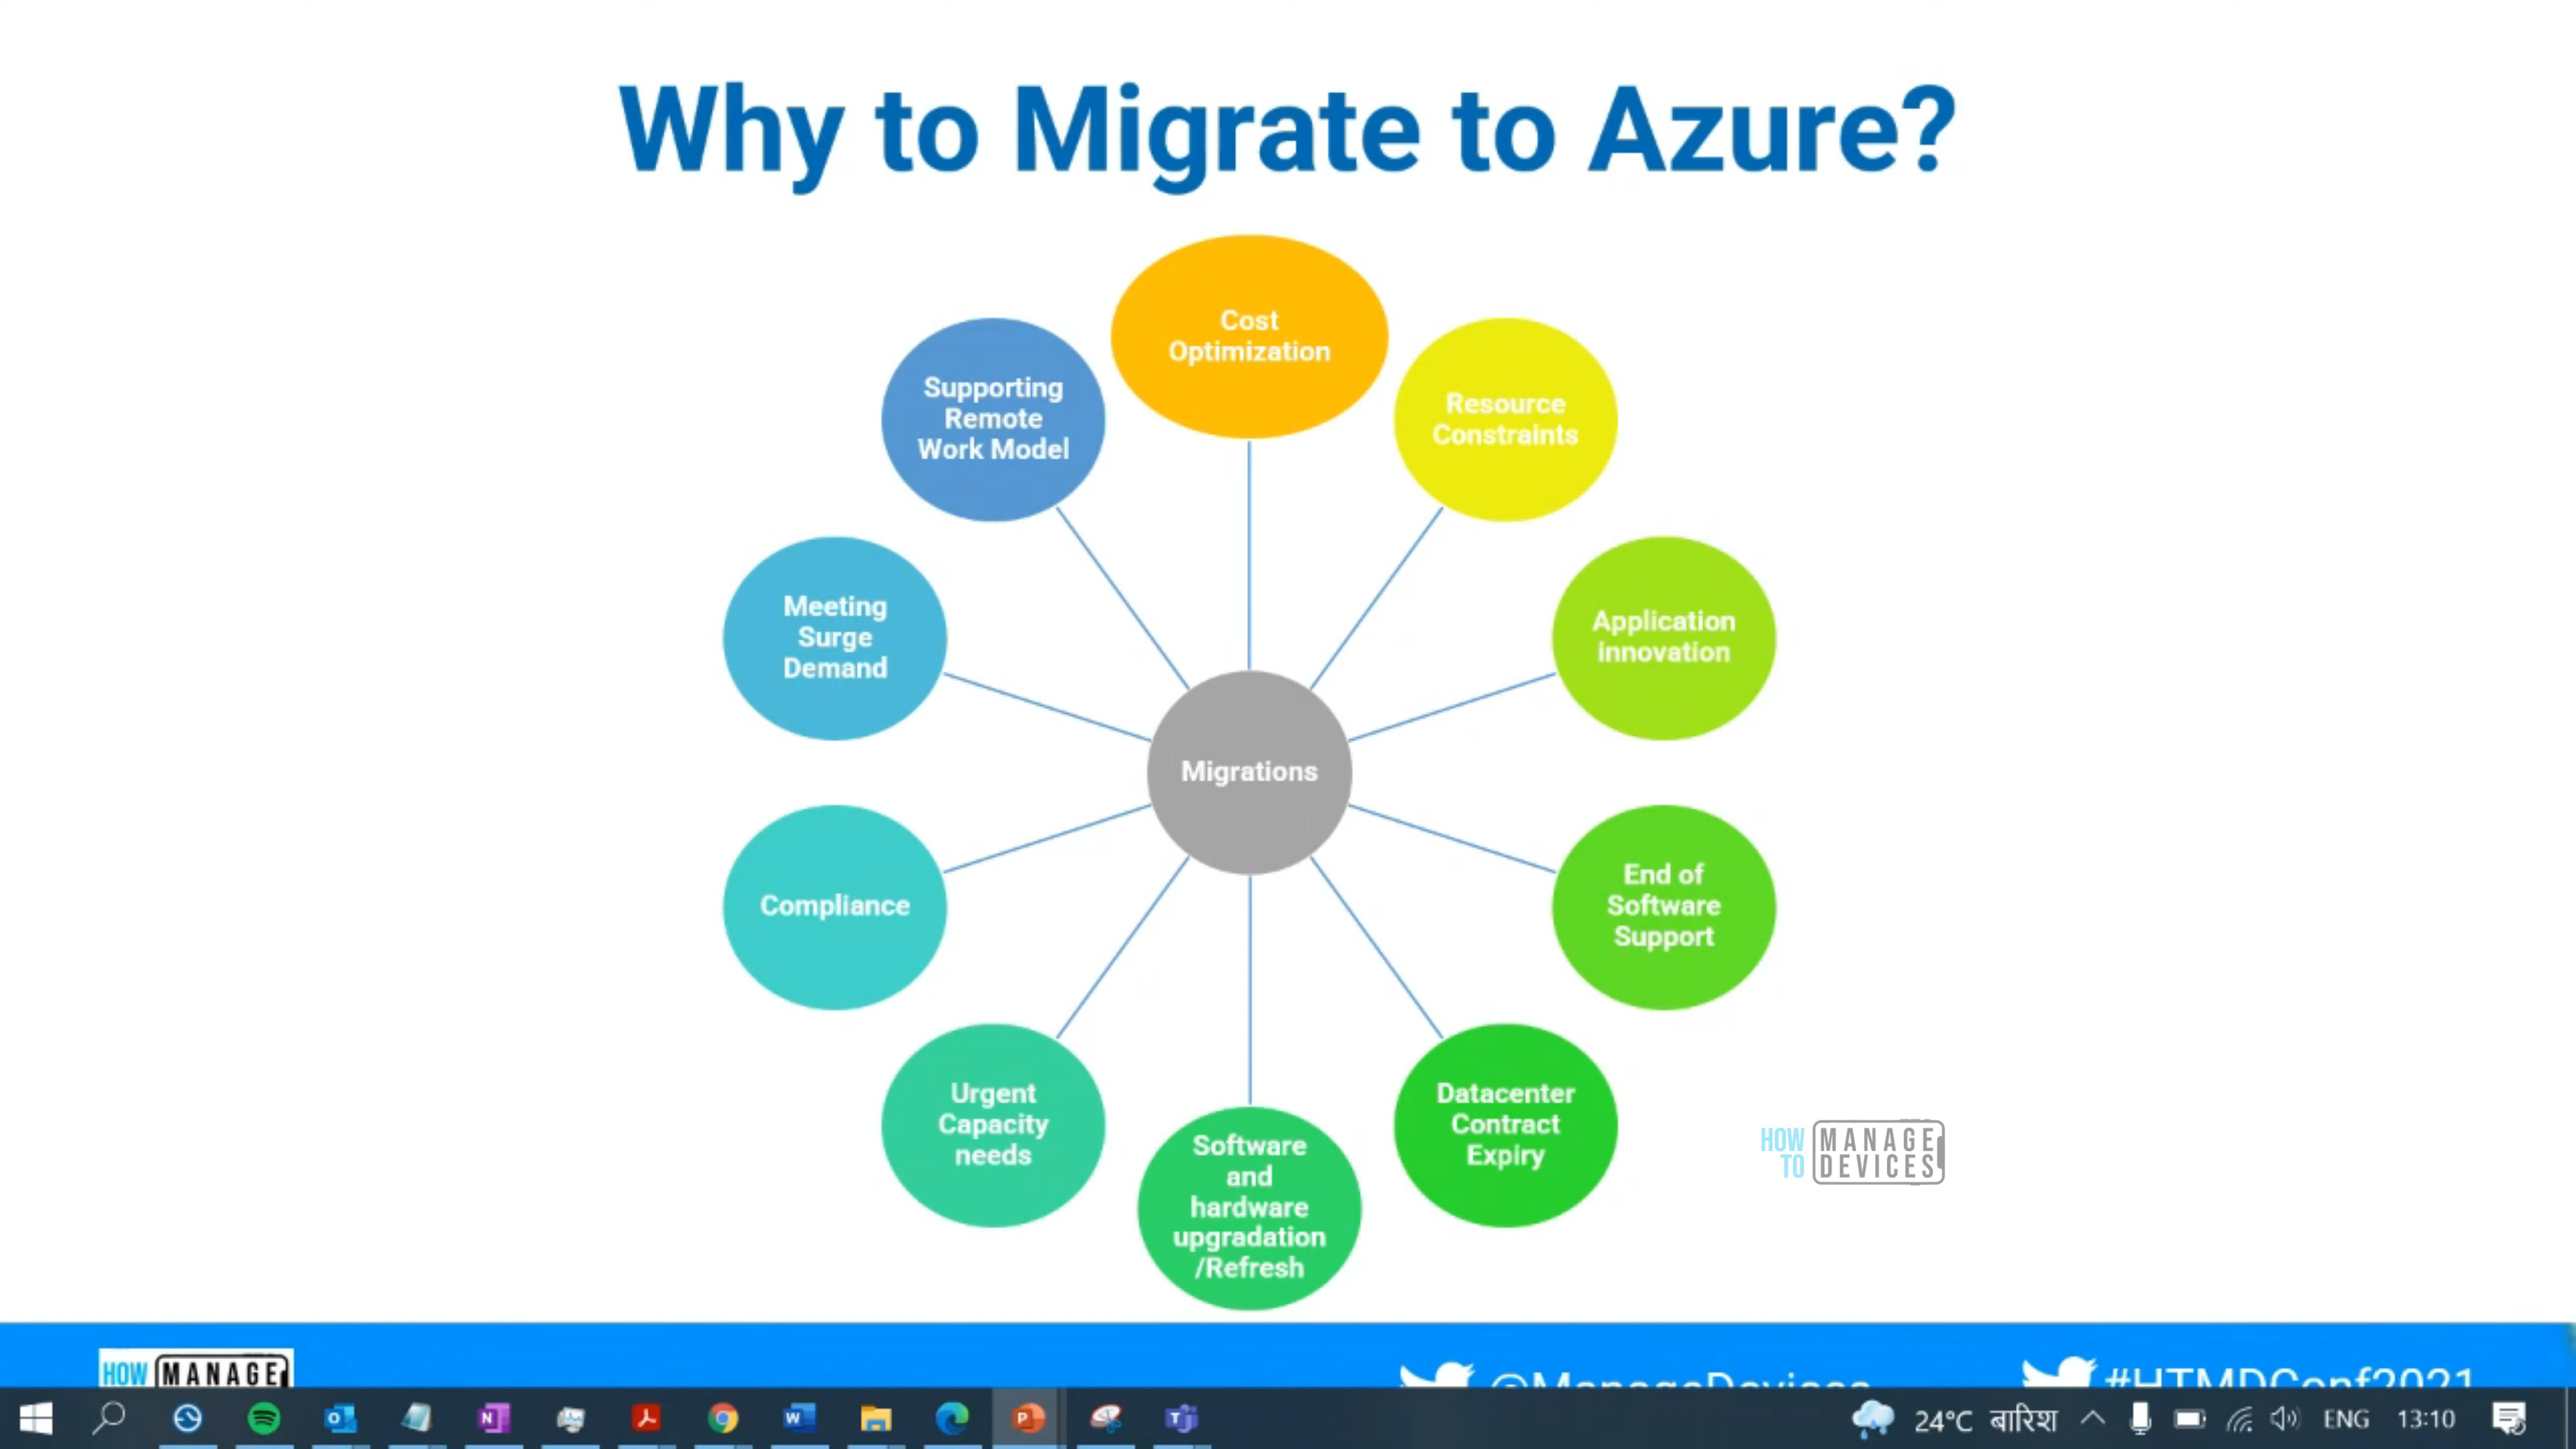 Why to Migrate to Azure?
Cost
Optimization
Supporting
Remote
Work Model
Resource
Constraints
Meeting
Surge
Demand
Application
innovation
Migrations
Compliance
End of
Software
Support
Urgent
Capacity
needs
Datacenter
Contract
Expiry
Software
and
hardware
upgradation
/Refresh
HOW TO MANAGE
DEVICES
HOW MANAGE
@ManageDevices
#HTMDConf2021
24°C बारिश ENG 13:10